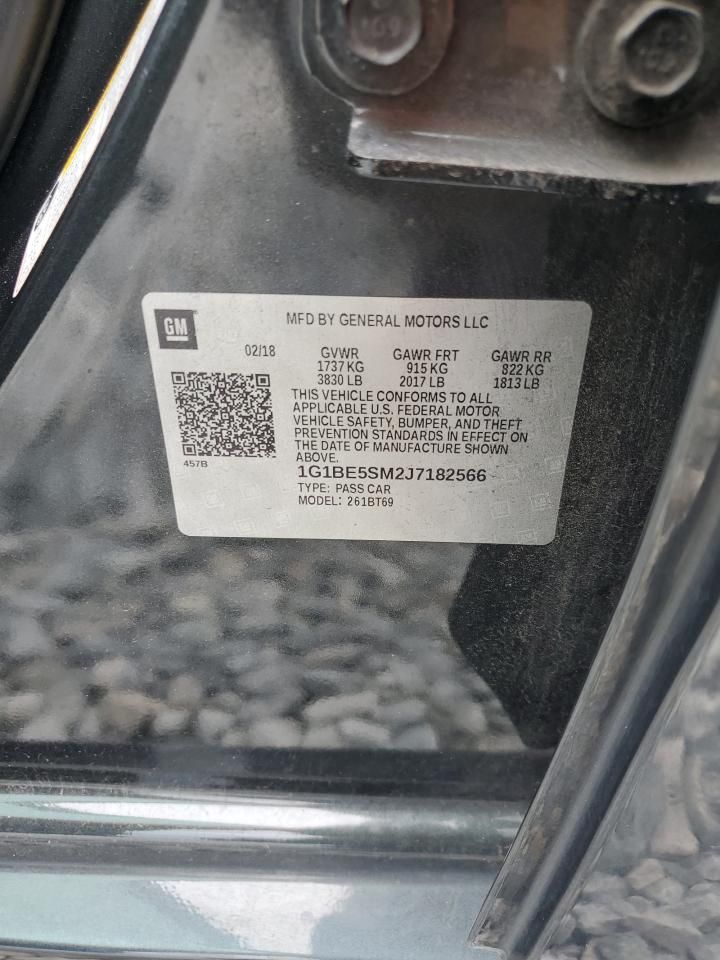 GM
MFD BY GENERAL MOTORS LLC
02/18 GVWR GAWR FRT GAWR RR
1737 KG 915 KG 822 KG
3830 LB 2017 LB 1813 LB
THIS VEHICLE CONFORMS TO ALL
APPLICABLE U.S. FEDERAL MOTOR
VEHICLE SAFETY, BUMPER, AND THEFT
PREVENTION STANDARDS IN EFFECT ON
THE DATE OF MANUFACTURE SHOWN
ABOVE.
457B
1G1BE5SM2J7182566
TYPE: PASS CAR
MODEL: 261BT69